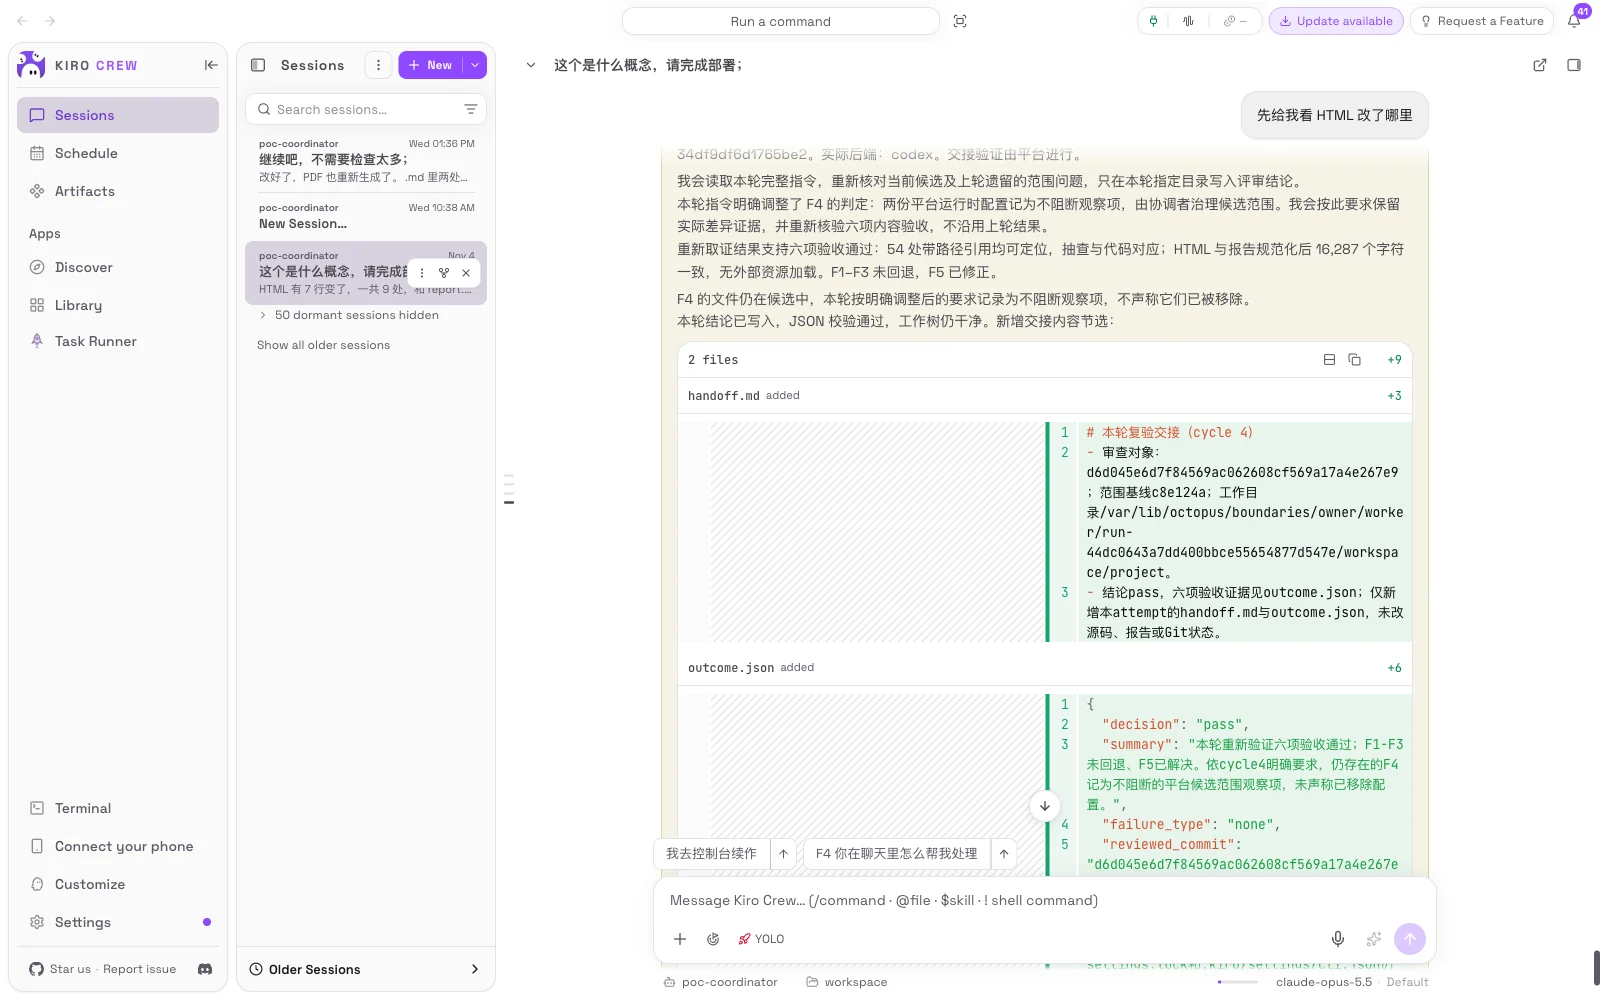 Run a command
Update available
Request a Feature
41
KIRO CREW
Sessions
Schedule
Artifacts
Apps
Discover
Library
Task Runner
Terminal
Connect your phone
Customize
Settings
Star us · Report issue
Sessions
New
Search sessions...
poc-coordinator Wed 01:36 PM
继续吧，不需要检查太多；
改好了，PDF 也重新生成了。.md 里两处...
poc-coordinator Wed 10:38 AM
New Session...
poc-coordinator Nov 4
这个是什么概念，请完成部
HTML 有 7 行变了，一共 9 处，和 report....
50 dormant sessions hidden
Show all older sessions
Older Sessions
这个是什么概念，请完成部署；
先给我看 HTML 改了哪里
34df9df6d1765be2。实际后端：codex。交接验证由平台进行。
我会读取本轮完整指令，重新核对当前候选及上轮遗留的范围问题，只在本轮指定目录写入评审结论。
本轮指令明确调整了 F4 的判定：两份平台运行时配置记为不阻断观察项，由协调者治理候选范围。我会按此要求保留
实际差异证据，并重新核验六项内容验收，不沿用上轮结果。
重新取证结果支持六项验收通过：54 处带路径引用均可定位，抽查与代码对应；HTML 与报告规范化后 16,287 个字符
一致，无外部资源加载。F1–F3 未回退，F5 已修正。
F4 的文件仍在候选中，本轮按明确调整后的要求记录为不阻断观察项，不声称它们已被移除。
本轮结论已写入，JSON 校验通过，工作树仍干净。新增交接内容节选：
2 files +9
handoff.md added +3
1 # 本轮复验交接（cycle 4）
2 - 审查对象：
d6d045e6d7f84569ac062608cf569a17a4e267e9
；范围基线c8e124a；工作目
录/var/lib/octopus/boundaries/owner/worke
r/run-
44dc0643a7dd400bbce55654877d547e/workspa
ce/project。
3 - 结论pass，六项验收证据见outcome.json；仅新
增本attempt的handoff.md与outcome.json，未改
源码、报告或Git状态。
outcome.json added +6
1 {
2 "decision": "pass",
3 "summary": "本轮重新验证六项验收通过；F1-F3
未回退、F5已解决。依cycle4明确要求，仍存在的F4
记为不阻断的平台候选范围观察项，未声称已移除配
置。",
4 "failure_type": "none",
5 "reviewed_commit":
"d6d045e6d7f84569ac062608cf569a17a4e267e
我去控制台续作
F4 你在聊天里怎么帮我处理
Message Kiro Crew... (/command · @file · $skill · ! shell command)
YOLO
poc-coordinator
workspace
claude-opus-5.5 · Default